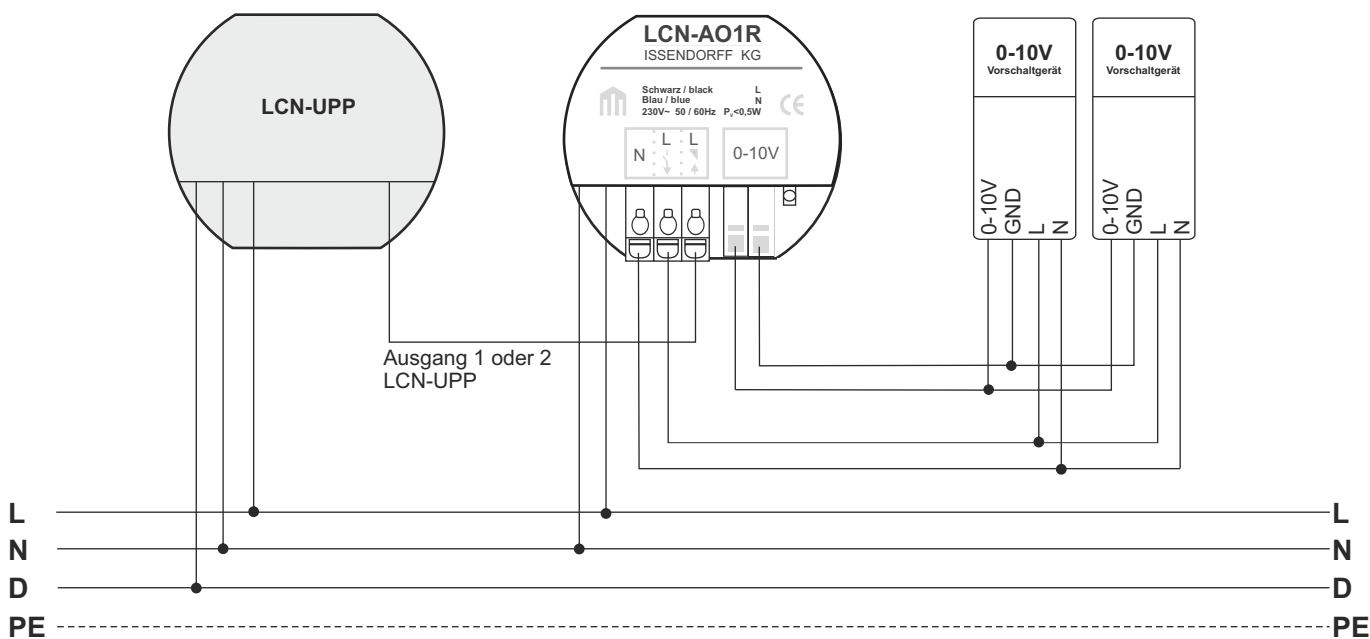 LCN-UPP
LCN-AO1R
ISSENDORFF KG
Schwarz / black L
Blau / blue N
230V~ 50 / 60Hz Pv<0,5W
CE
N L L
0-10V
0-10V
Vorschaltgerät
0-10V
GND
L
N
0-10V
Vorschaltgerät
0-10V
GND
L
N
Ausgang 1 oder 2
LCN-UPP
L L
N N
D D
PE PE